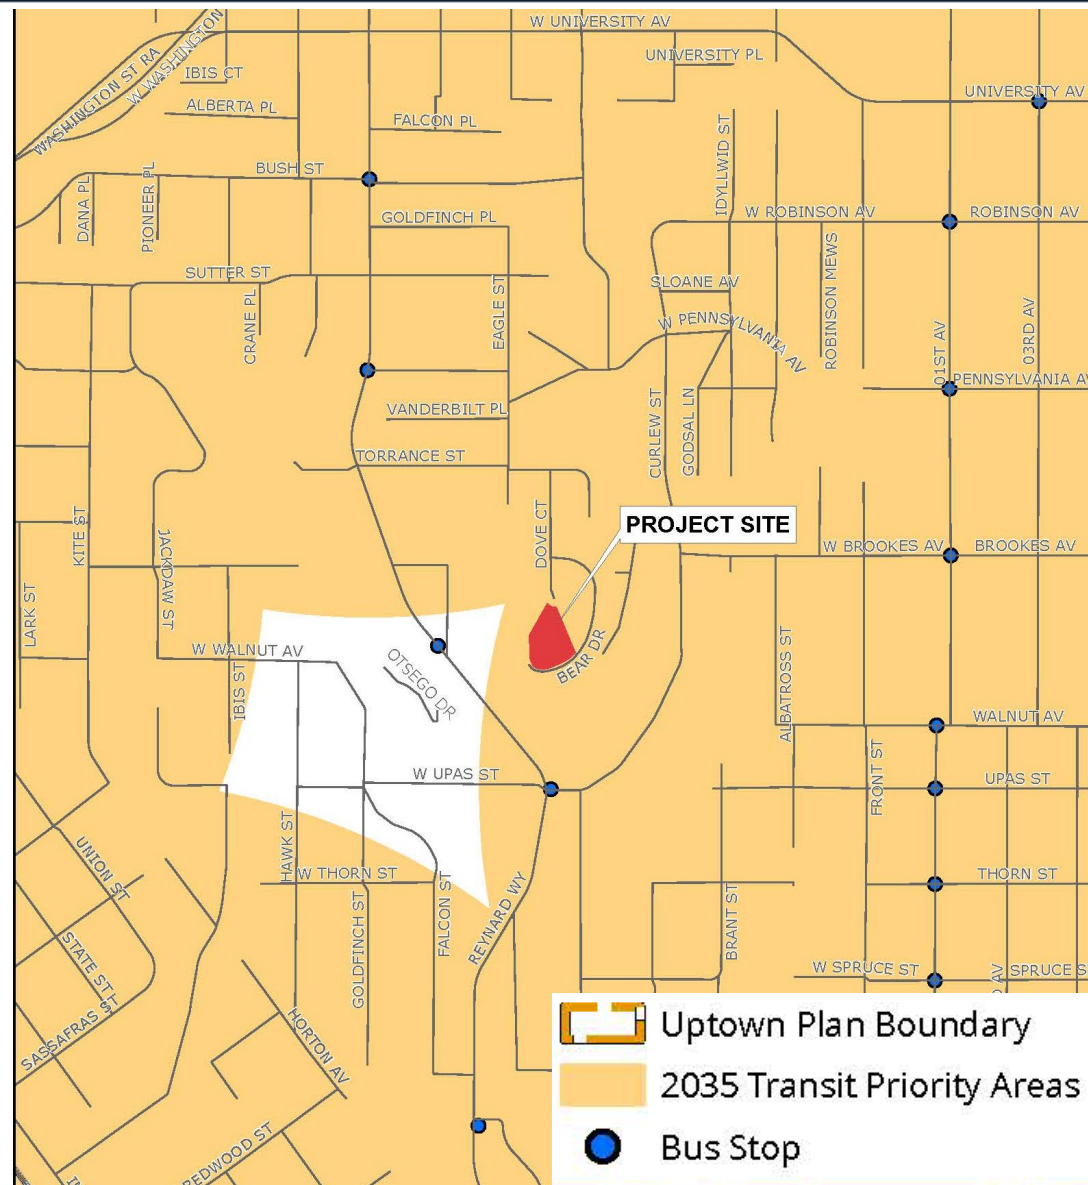 W UNIVERSITY AV
UNIVERSITY PL
WASHINGTON ST RA
W WASHINGTON
IBIS CT
ALBERTA PL
FALCON PL
UNIVERSITY AV
IDYLLWID ST
BUSH ST
DANA PL
PIONEER PL
GOLDFINCH PL
W ROBINSON AV
ROBINSON AV
SUTTER ST
CRANE PL
EAGLE ST
SLOANE AV
ROBINSON MEWS
W PENNSYLVANIA AV
01ST AV
03RD AV
PENNSYLVANIA AV
VANDERBILT PL
CURLEW ST
GODSAL LN
TORRANCE ST
KITE ST
JACKDAW ST
DOVE CT
PROJECT SITE
W BROOKES AV
BROOKES AV
LARK ST
W WALNUT AV
IBIS ST
OTSEGO DR
BEAR DR
ALBATROSS ST
WALNUT AV
W UPAS ST
FRONT ST
UPAS ST
UNION ST
HAWK ST
W THORN ST
THORN ST
GOLDFINCH ST
FALCON ST
REYNARD WY
BRANT ST
STATE ST
W SPRUCE ST
AV
SPRUCE S
SASSAFRAS ST
HORTON AV
REDWOOD ST
Uptown Plan Boundary
2035 Transit Priority Areas
Bus Stop